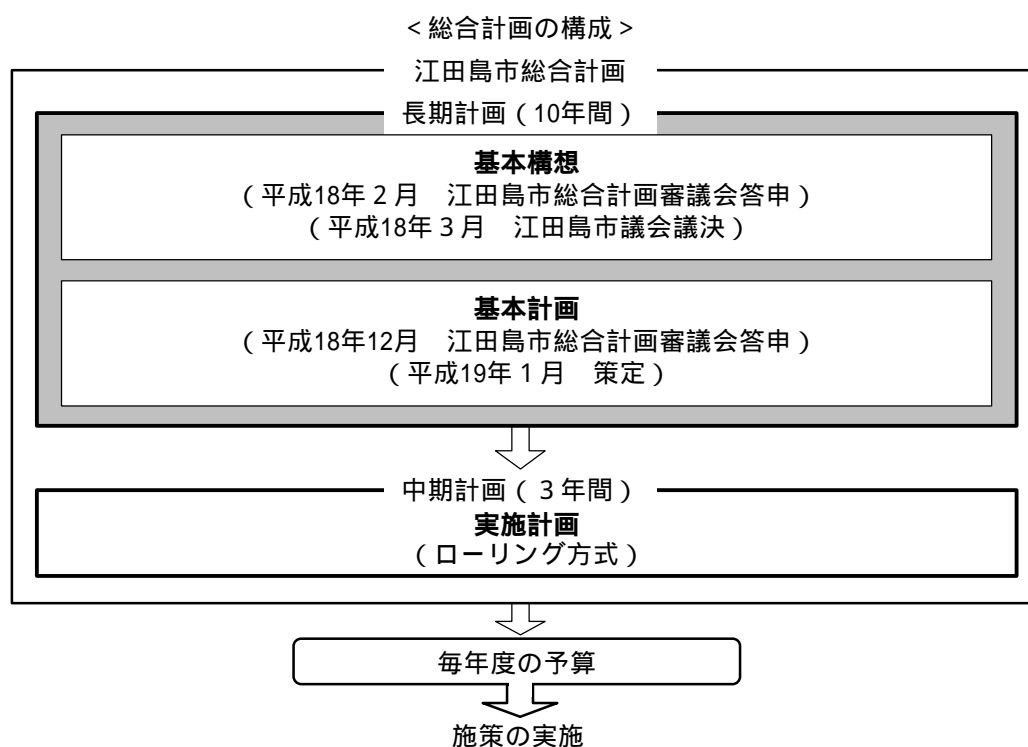 ＜総合計画の構成＞
江田島市総合計画
長期計画（10年間）
基本構想
（平成18年２月　江田島市総合計画審議会答申）
（平成18年３月　江田島市議会議決）
基本計画
（平成18年12月　江田島市総合計画審議会答申）
（平成19年１月　策定）
中期計画（３年間）
実施計画
（ローリング方式）
毎年度の予算
施策の実施